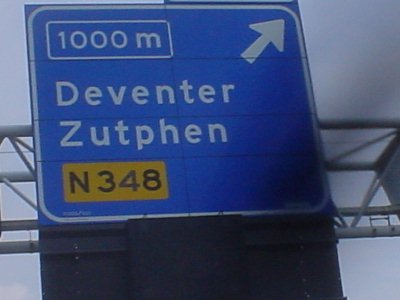 1000 m
Deventer
Zutphen
N348